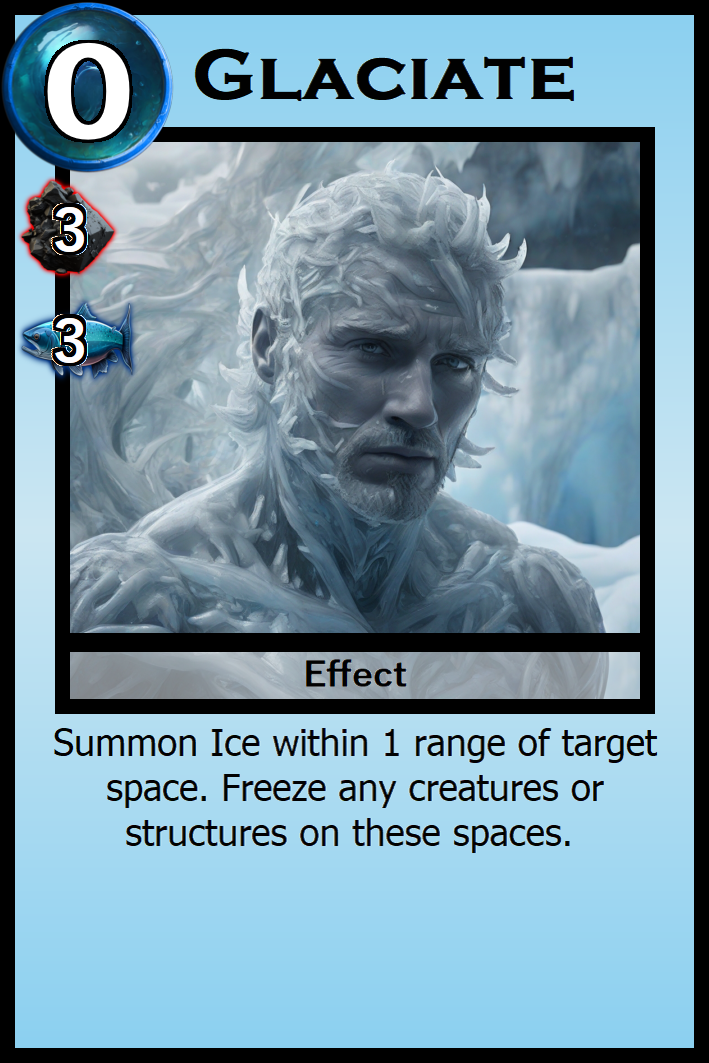 0
Glaciate
3
3
Effect
Summon Ice within 1 range of target
space. Freeze any creatures or
structures on these spaces.